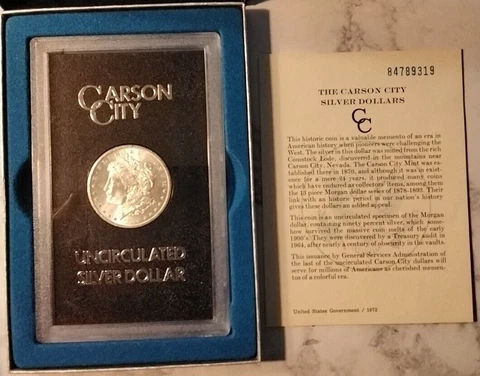 CARSON
CITY
UNCIRCULATED
SILVER DOLLAR
84789319
THE CARSON CITY
SILVER DOLLARS
CC
This historic coin is a valuable memento of an era in
American history when pioneers were challenging the
West. The silver in this dollar was mined from the rich
Comstock Lode, discovered in the mountains near
Carson City, Nevada. The Carson City Mint was es-
tablished there in 1870, and although it was in exist-
ence for a mere 24 years, it produced many coins
which have endured as collectors' items, among them
the 13 piece Morgan dollar series of 1878-1893. Their
link with an historic period in our nation's history
gives these dollars an added appeal.
This coin is an uncirculated specimen of the Morgan
dollar, containing ninety percent silver, which some-
how survived the massive coin melts of the early
1900's. They were discovered by a Treasury audit in
1964, after nearly a century of obscurity in the vaults.
This issuance by General Services Administration of
the last of the uncirculated Carson City dollars will
serve for millions of Americans as cherished memen-
tos of a colorful era.
United States Government / 1972